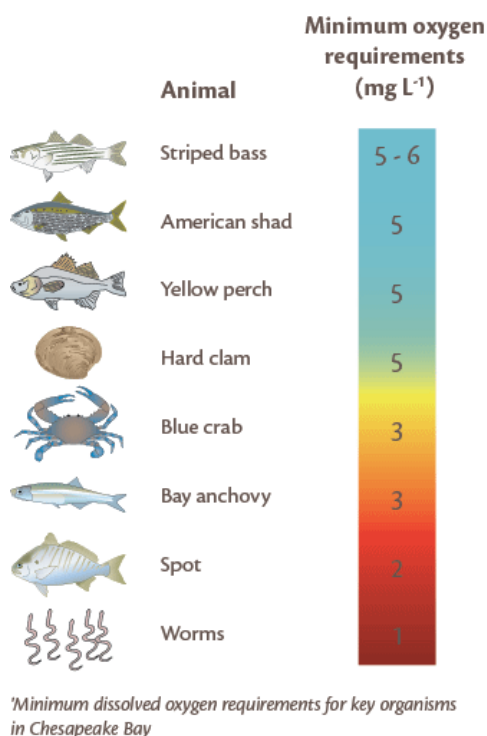 Minimum oxygen
requirements
(mg L⁻¹)
Animal
Striped bass 5 - 6
American shad 5
Yellow perch 5
Hard clam 5
Blue crab 3
Bay anchovy 3
Spot 2
Worms 1
'Minimum dissolved oxygen requirements for key organisms
in Chesapeake Bay